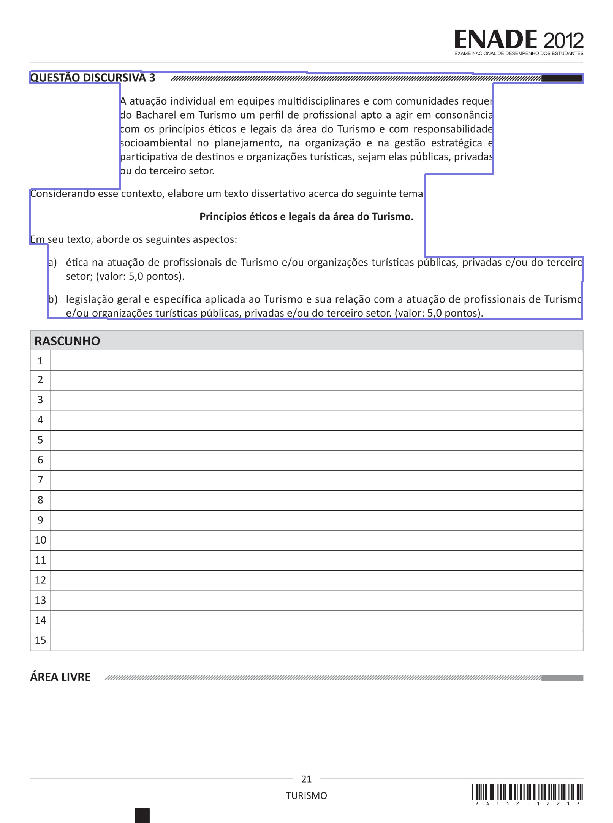 ENADE 2012
EXAME NACIONAL DE DESEMPENHO DOS ESTUDANTES
QUESTÃO DISCURSIVA 3
A atuação individual em equipes multidisciplinares e com comunidades requer
do Bacharel em Turismo um perfil de profissional apto a agir em consonância
com os princípios éticos e legais da área do Turismo e com responsabilidade
socioambiental no planejamento, na organização e na gestão estratégica e
participativa de destinos e organizações turísticas, sejam elas públicas, privadas
ou do terceiro setor.
Considerando esse contexto, elabore um texto dissertativo acerca do seguinte tema
Princípios éticos e legais da área do Turismo.
Em seu texto, aborde os seguintes aspectos:
a) ética na atuação de profissionais de Turismo e/ou organizações turísticas públicas, privadas e/ou do terceiro
setor; (valor: 5,0 pontos).
b) legislação geral e específica aplicada ao Turismo e sua relação com a atuação de profissionais de Turismo
e/ou organizações turísticas públicas, privadas e/ou do terceiro setor. (valor: 5,0 pontos).
RASCUNHO
1
2
3
4
5
6
7
8
9
10
11
12
13
14
15
ÁREA LIVRE
21
TURISMO